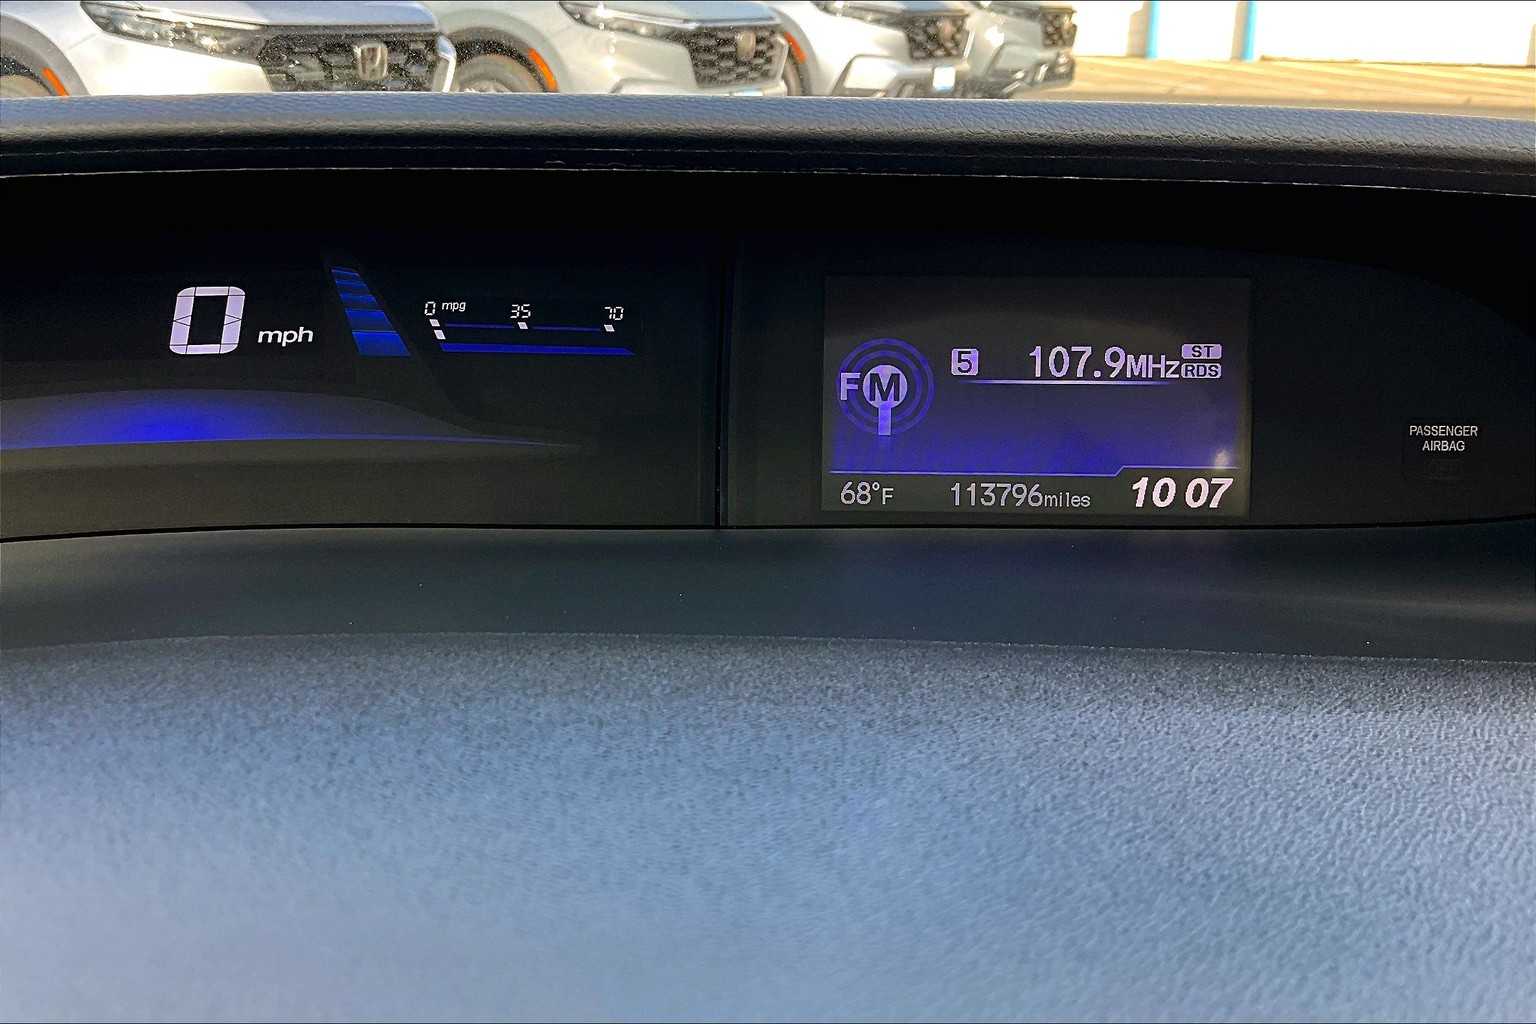 0 mph
0 mpg 35 70
5 107.9MHz ST
RDS
FM
68°F 113796miles 10 07
PASSENGER
AIRBAG